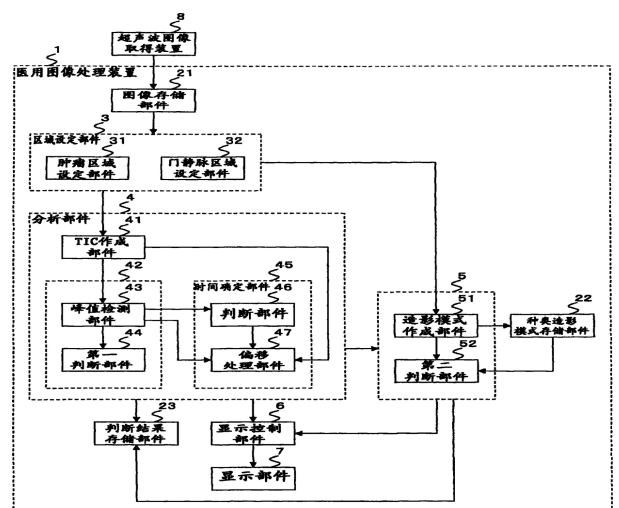 8
超声波图像
取得装置
1
医用图像处理装置
21
图像存储
部件
3
区域设定部件
31
肿瘤区域
设定部件
32
门静脉区域
设定部件
4
分析部件
41
TIC作成
部件
42
43
峰值检测
部件
44
第一
判断部件
45
时间确定部件
46
判断部件
47
偏移
处理部件
5
51
造影模式
作成部件
52
第二
判断部件
22
种类造影
模式存储部件
23
判断结果
存储部件
6
显示控制
部件
7
显示部件